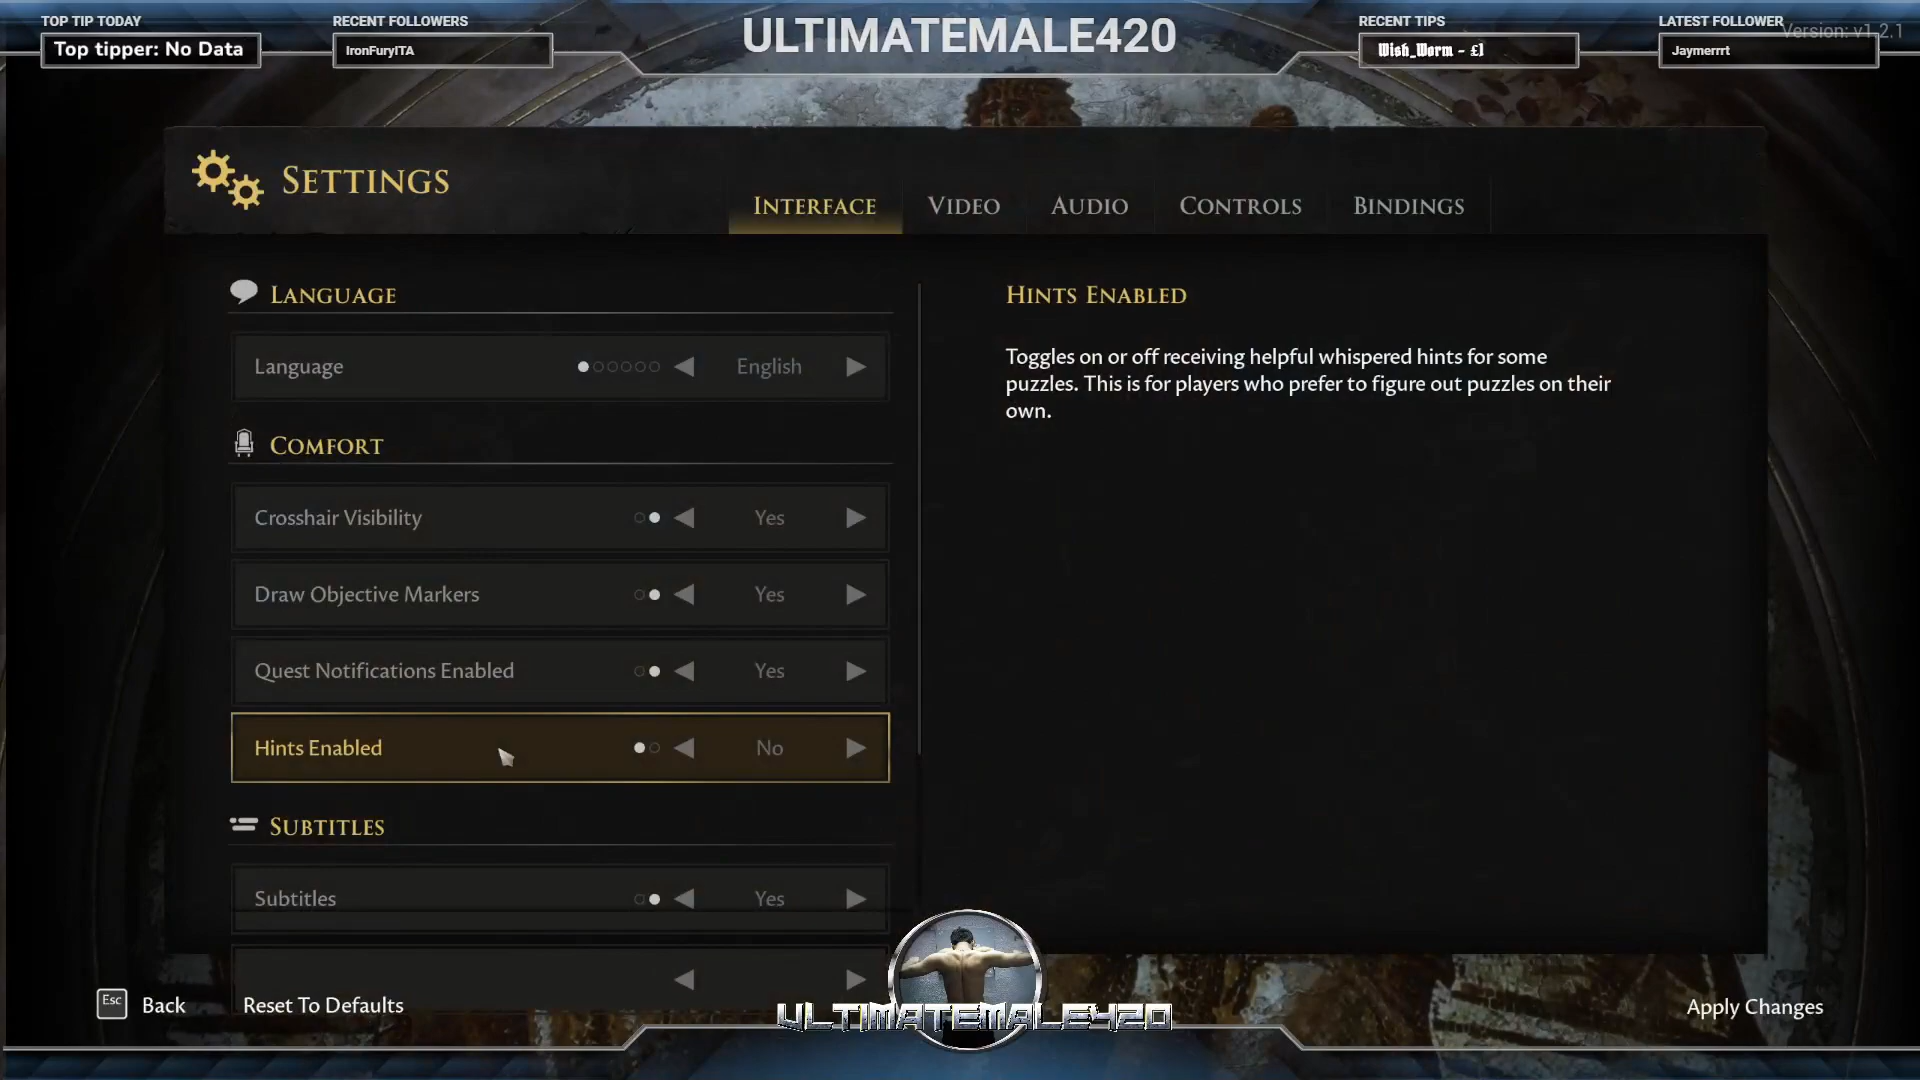 TOP TIP TODAY
Top tipper: No Data
RECENT FOLLOWERS
IronFuryITA
ULTIMATEMALE420
RECENT TIPS
Wish_Worm - £1
LATEST FOLLOWER
Jaymerrrt
Version: v1.2.1
SETTINGS
INTERFACE
VIDEO
AUDIO
CONTROLS
BINDINGS
LANGUAGE
Language
English
COMFORT
Crosshair Visibility
Yes
Draw Objective Markers
Yes
Quest Notifications Enabled
Yes
Hints Enabled
No
SUBTITLES
Subtitles
Yes
HINTS ENABLED
Toggles on or off receiving helpful whispered hints for some
puzzles. This is for players who prefer to figure out puzzles on their
own.
Esc
Back
Reset To Defaults
ULTIMATEMALE420
Apply Changes